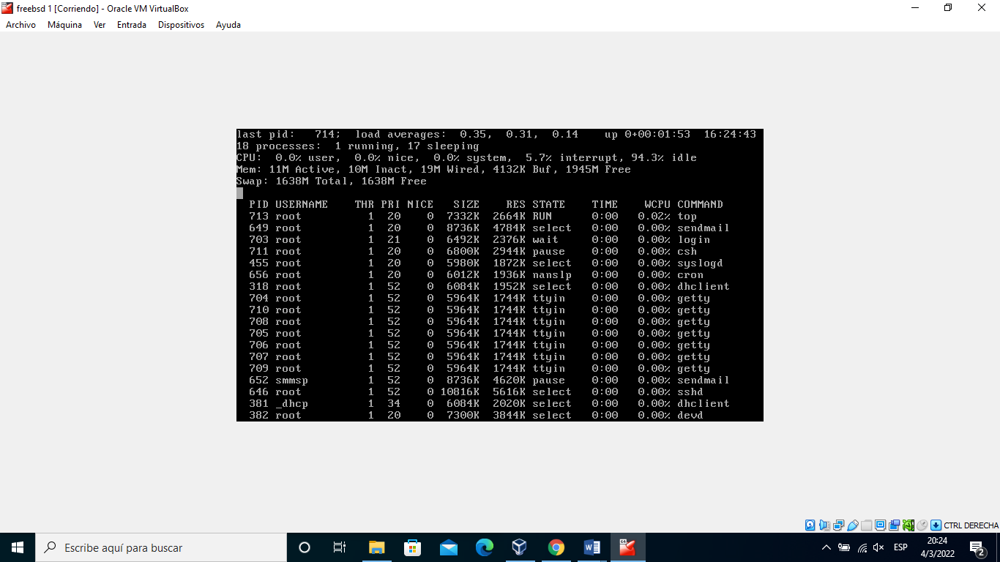 freebsd 1 [Corriendo] - Oracle VM VirtualBox
Archivo Máquina Ver Entrada Dispositivos Ayuda
last pid: 714; load averages: 0.35, 0.31, 0.14 up 0+00:01:53 16:24:43
18 processes: 1 running, 17 sleeping
CPU: 0.0% user, 0.0% nice, 0.0% system, 5.7% interrupt, 94.3% idle
Mem: 11M Active, 10M Inact, 19M Wired, 4132K Buf, 1945M Free
Swap: 1638M Total, 1638M Free
PID USERNAME THR PRI NICE SIZE RES STATE TIME WCPU COMMAND
713 root 1 20 0 7332K 2664K RUN 0:00 0.02% top
649 root 1 20 0 8736K 4784K select 0:00 0.00% sendmail
703 root 1 21 0 6492K 2376K wait 0:00 0.00% login
711 root 1 20 0 6800K 2944K pause 0:00 0.00% csh
455 root 1 20 0 5980K 1872K select 0:00 0.00% syslogd
656 root 1 20 0 6012K 1936K nanslp 0:00 0.00% cron
318 root 1 52 0 6084K 1952K select 0:00 0.00% dhclient
704 root 1 52 0 5964K 1744K ttyin 0:00 0.00% getty
710 root 1 52 0 5964K 1744K ttyin 0:00 0.00% getty
708 root 1 52 0 5964K 1744K ttyin 0:00 0.00% getty
705 root 1 52 0 5964K 1744K ttyin 0:00 0.00% getty
706 root 1 52 0 5964K 1744K ttyin 0:00 0.00% getty
707 root 1 52 0 5964K 1744K ttyin 0:00 0.00% getty
709 root 1 52 0 5964K 1744K ttyin 0:00 0.00% getty
652 smmsp 1 52 0 8736K 4620K pause 0:00 0.00% sendmail
646 root 1 52 0 10816K 5616K select 0:00 0.00% sshd
381 _dhcp 1 34 0 6084K 2020K select 0:00 0.00% dhclient
382 root 1 20 0 7300K 3844K select 0:00 0.00% devd
CTRL DERECHA
Escribe aquí para buscar
ESP
20:24
4/3/2022
2